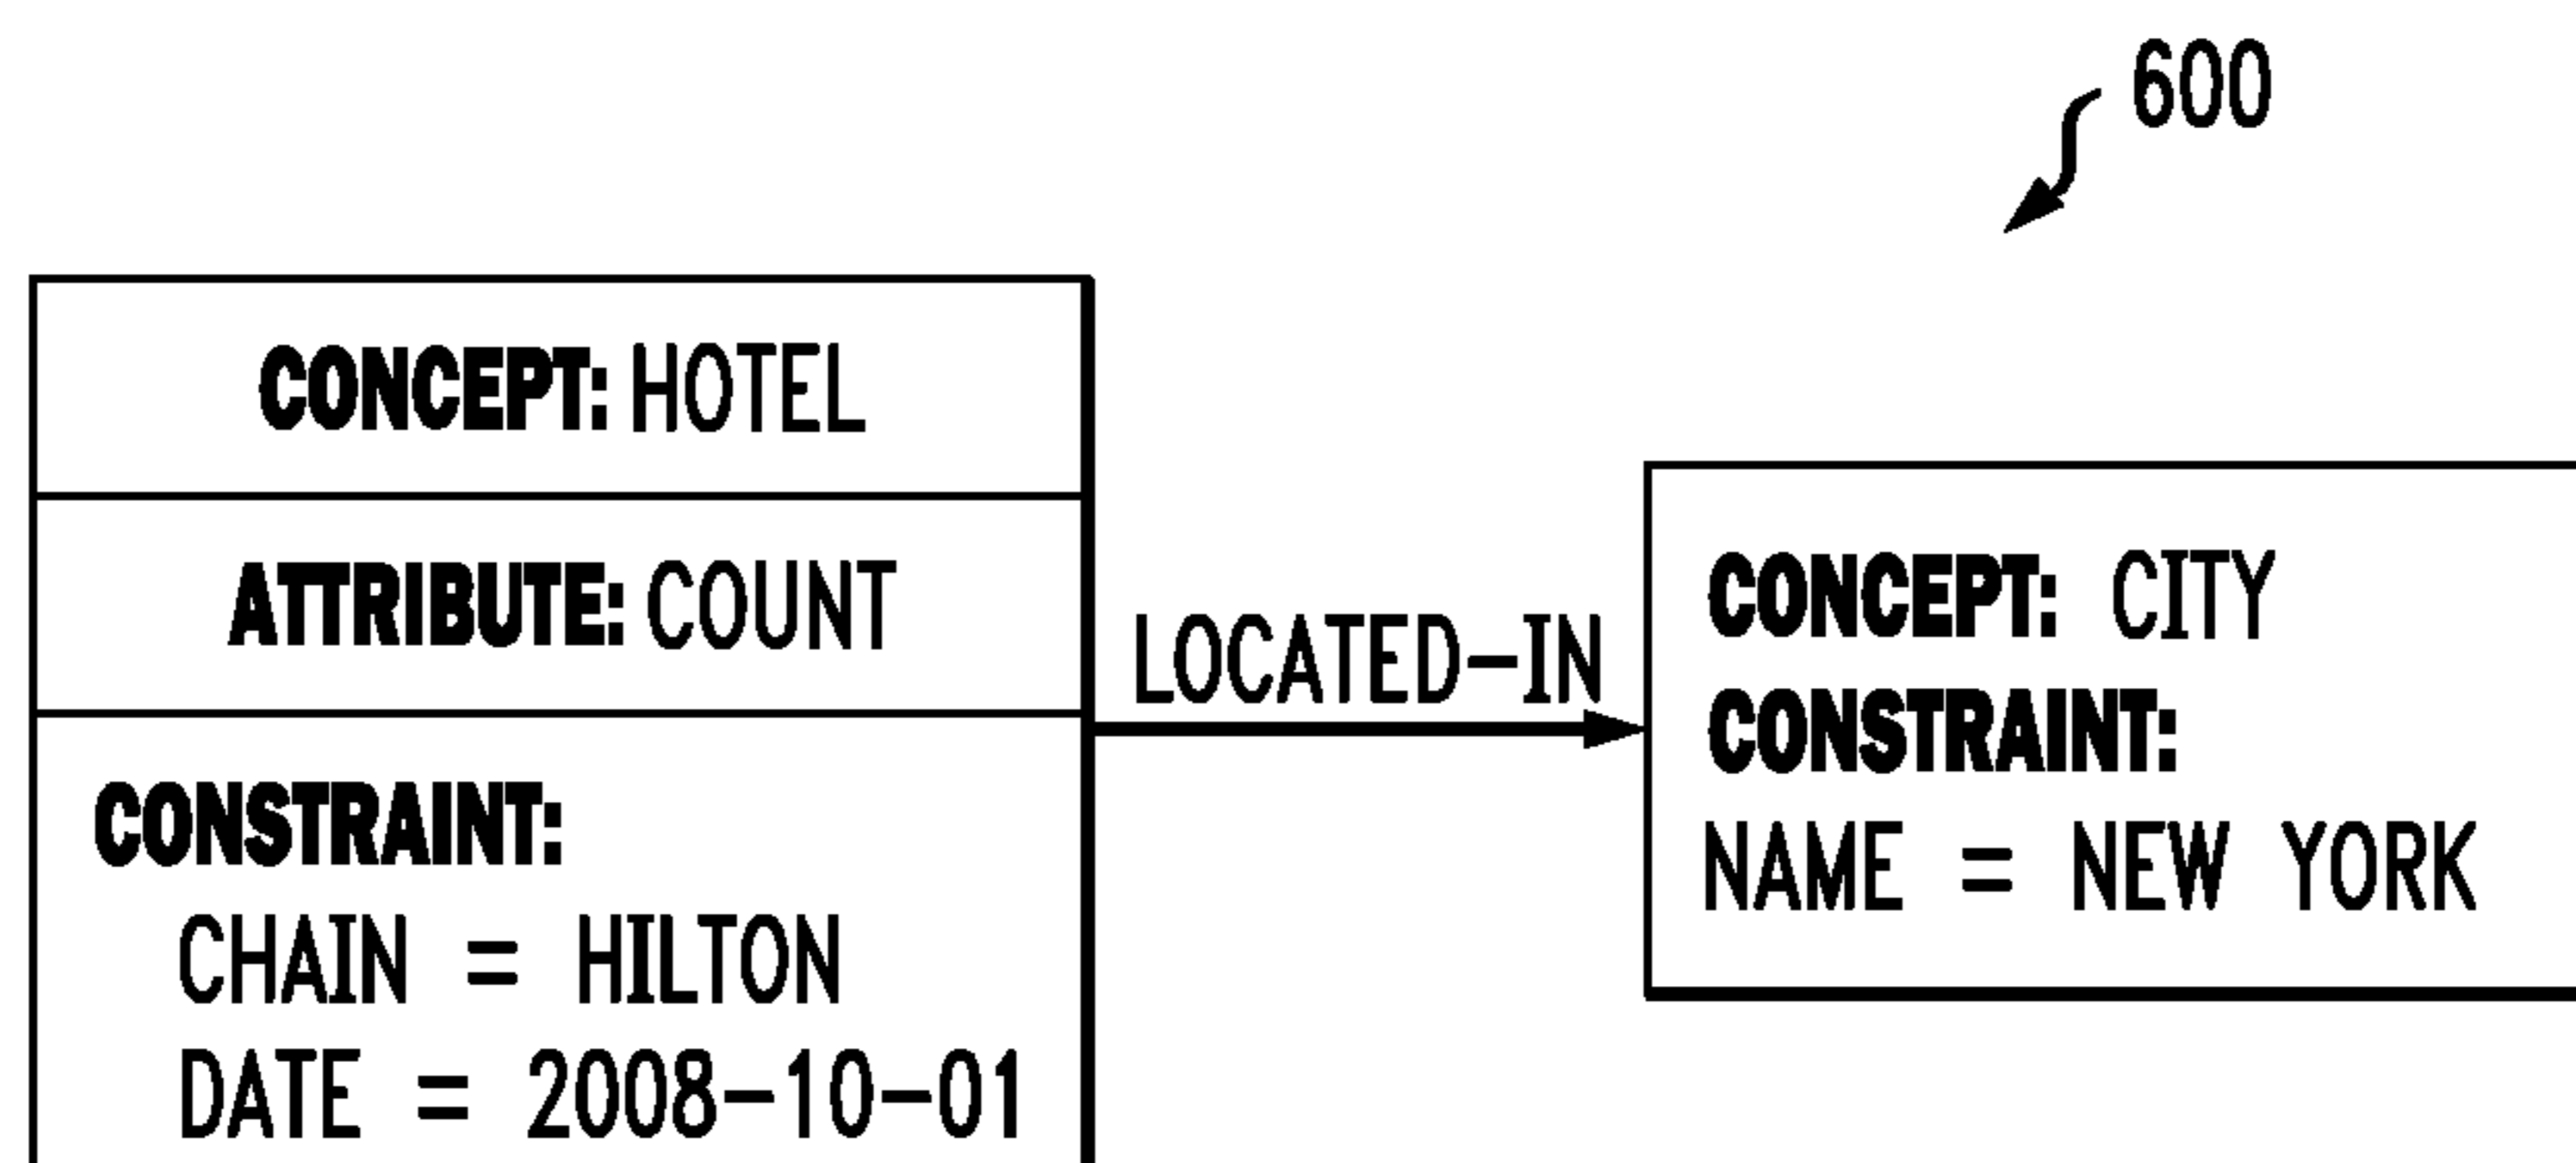 600
CONCEPT: HOTEL
ATTRIBUTE: COUNT
CONSTRAINT:
CHAIN = HILTON
DATE = 2008-10-01
LOCATED-IN
CONCEPT: CITY
CONSTRAINT:
NAME = NEW YORK